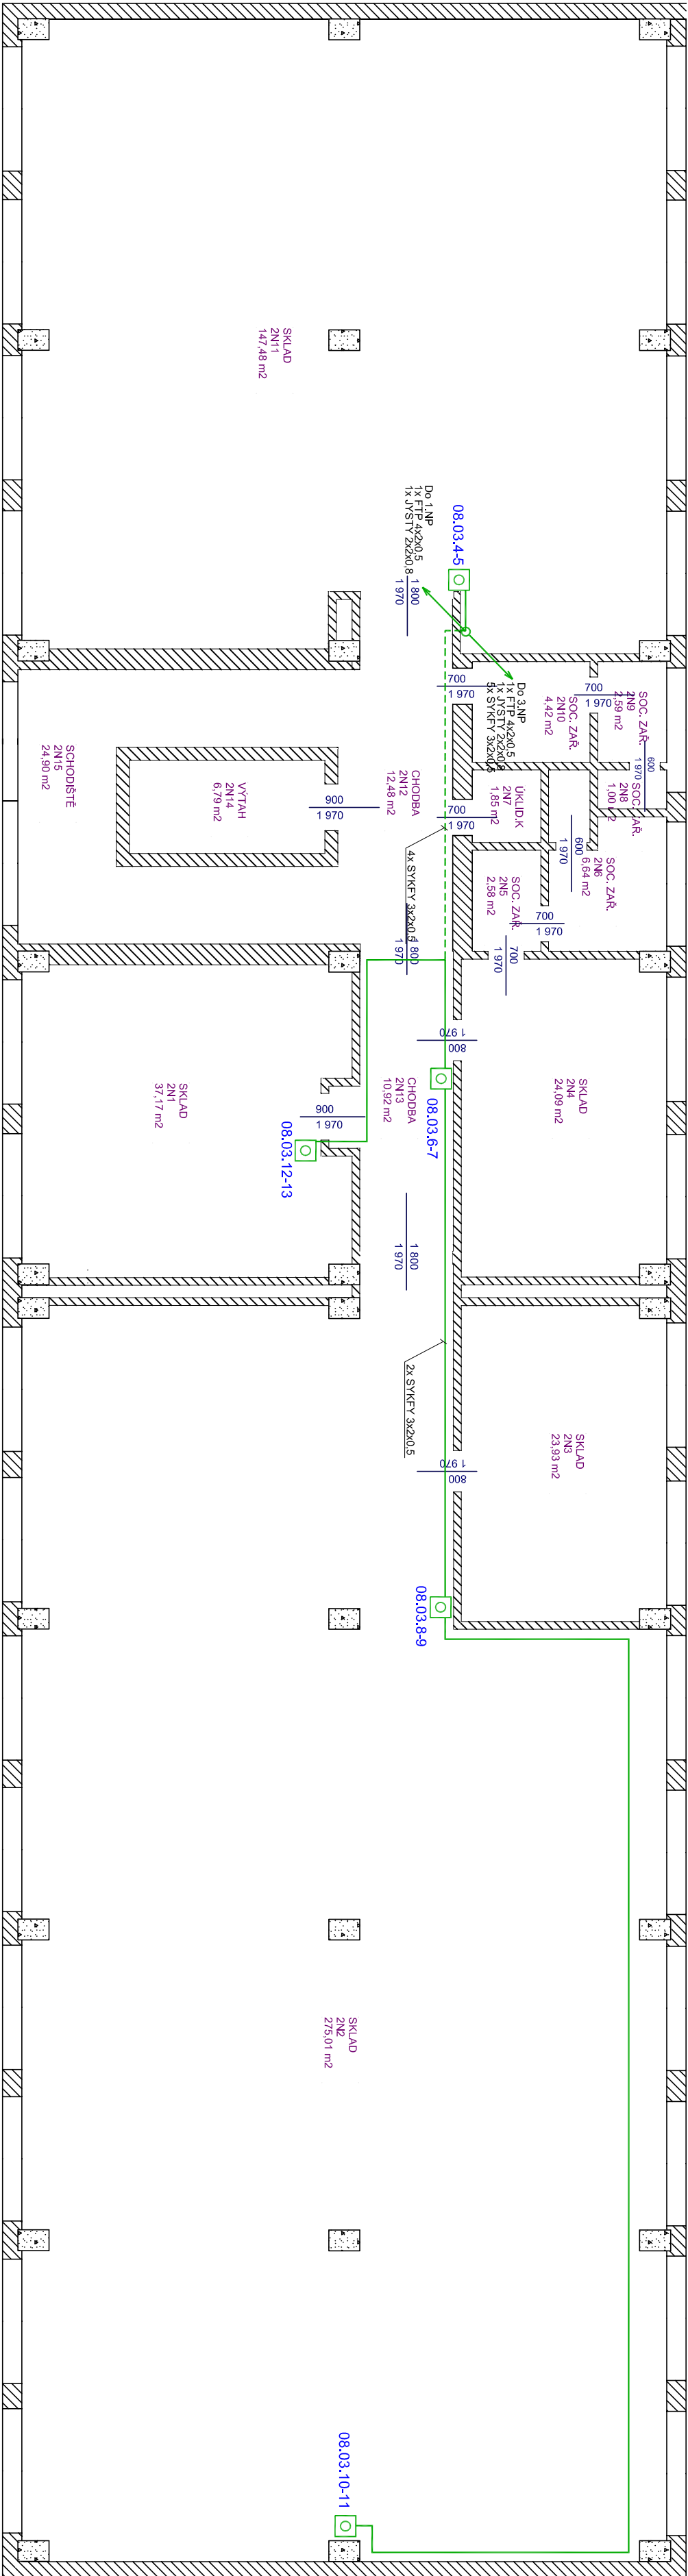 SKLAD
2N11
147,48 m2
Do 1.NP
1x FTP 4x2x0,5
1x JYSTY 2x2x0,8
1 800
1 970
08.03.4-5
Do 3.NP
1x FTP 4x2x0,5
1x JYSTY 2x2x0,8
5x SYKFY 3x2x0,5
700
1 970
SOC. ZAŘ.
2N9
2,59 m2
700
1 970
SOC. ZAŘ.
2N10
4,42 m2
600
1 970
SOC. ZAŘ.
2N8
1,00 m2
SOC. ZAŘ.
2N6
6,64 m2
600
1 970
ÚKLID.K
2N7
1,85 m2
700
1 970
SOC. ZAŘ.
2N5
2,58 m2
700
1 970
700
1 970
SCHODIŠTĚ
2N15
24,90 m2
VÝTAH
2N14
6,79 m2
900
1 970
CHODBA
2N12
12,48 m2
4x SYKFY 3x2x0,5
1 800
1 970
SKLAD
2N1
37,17 m2
900
1 970
08.03.12-13
CHODBA
2N13
10,92 m2
08.03.6-7
800
1 970
SKLAD
2N4
24,09 m2
1 800
1 970
2x SYKFY 3x2x0,5
SKLAD
2N3
23,93 m2
800
1 970
08.03.8-9
SKLAD
2N2
275,01 m2
08.03.10-11